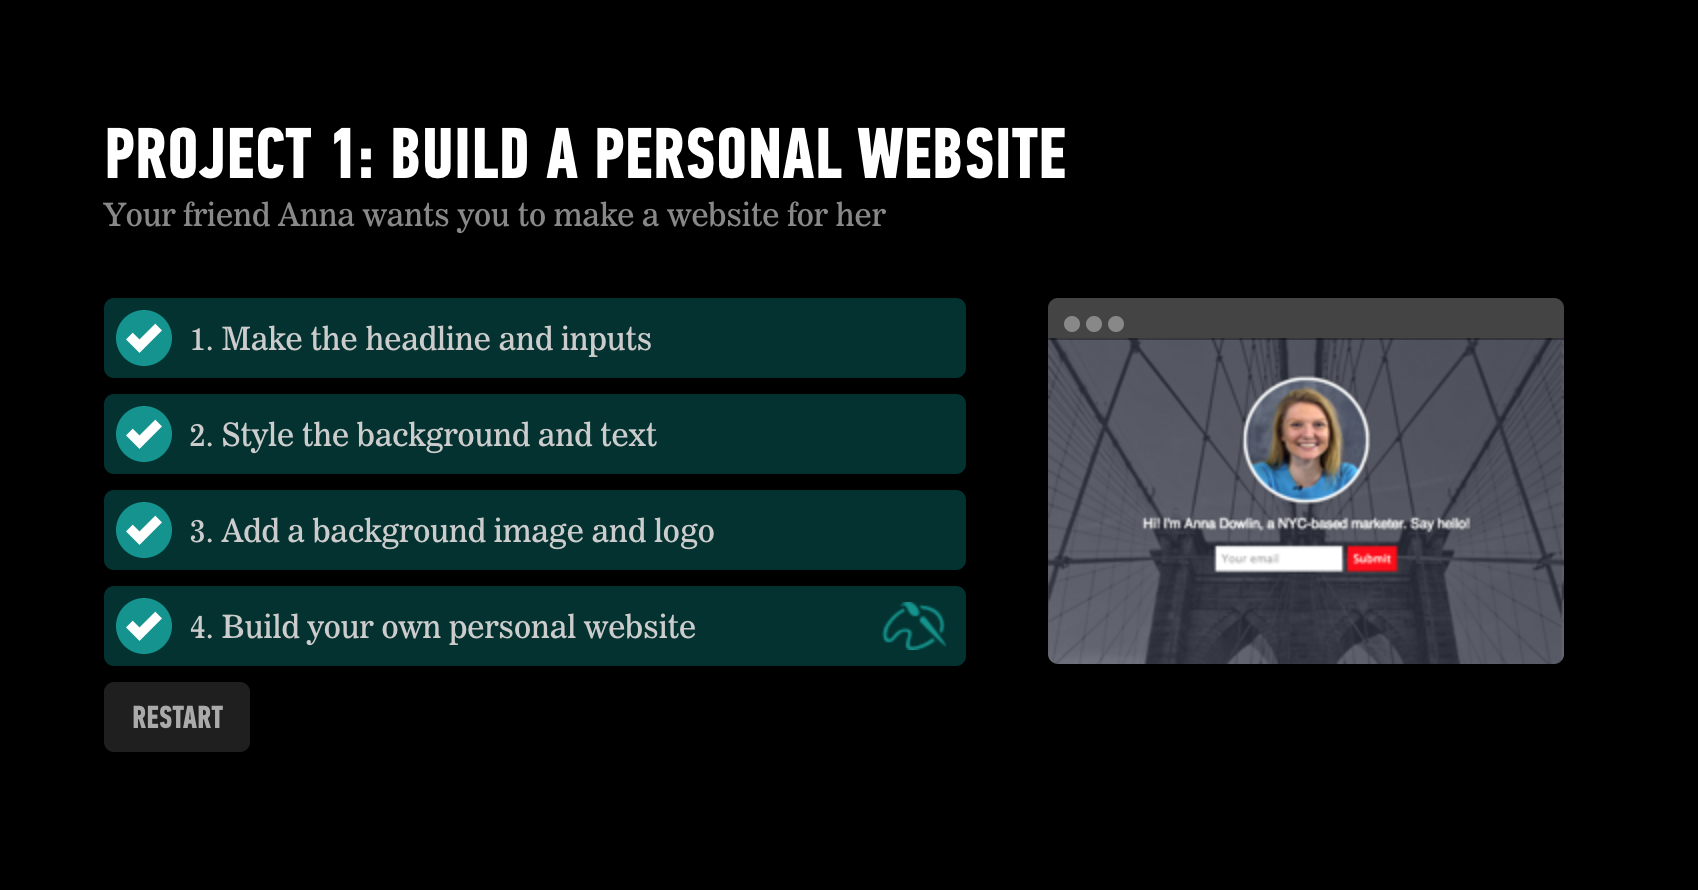 PROJECT 1: BUILD A PERSONAL WEBSITE
Your friend Anna wants you to make a website for her
1. Make the headline and inputs
2. Style the background and text
3. Add a background image and logo
4. Build your own personal website
RESTART
Hi! I'm Anna Dowlin, a NYC-based marketer. Say hello!
Your email
Submit